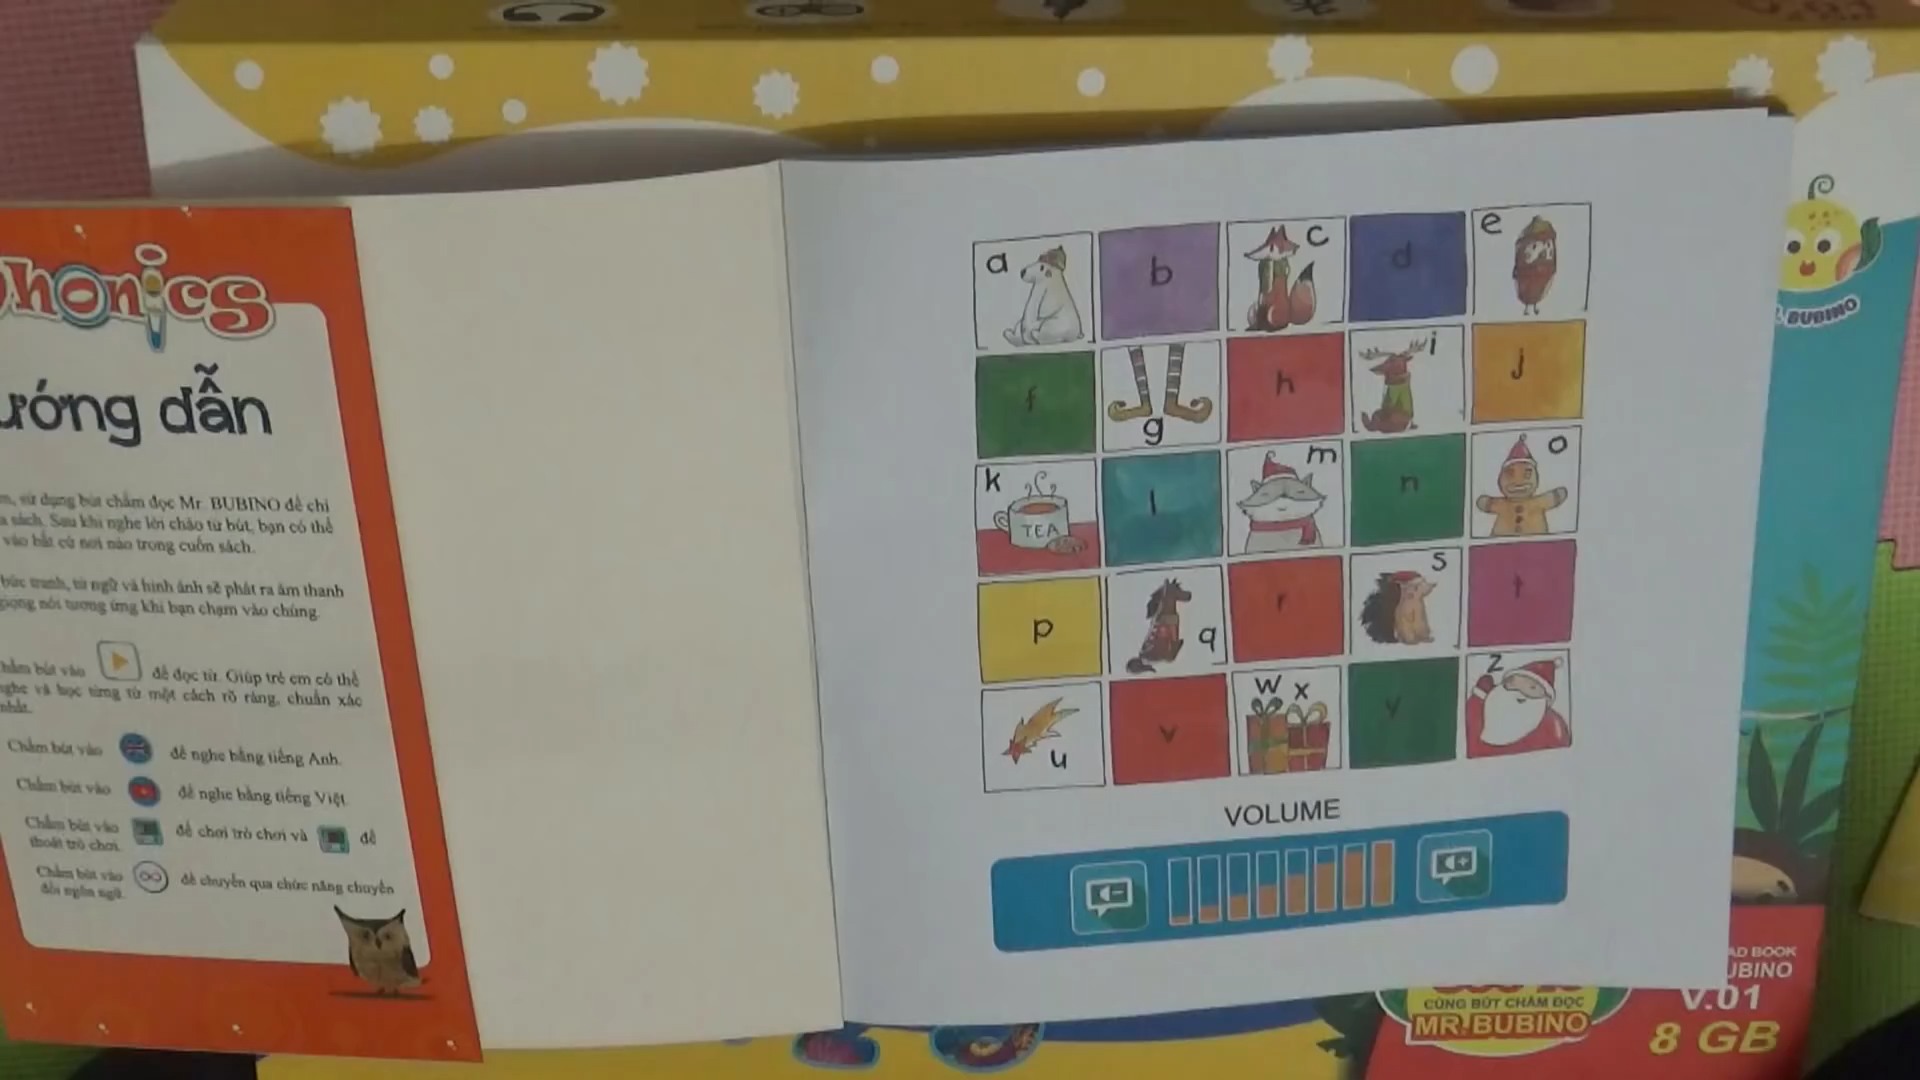 honics
ướng dẫn
sử dụng bút chấm đọc Mr. BUBINO để chỉ
sách. Sau khi nghe lời chào từ bút, bạn có thể
vào bất cứ nơi nào trong cuốn sách.
bức tranh, từ ngữ và hình ảnh sẽ phát ra âm thanh
giọng nói tương ứng khi bạn chạm vào chúng.
hấm bút vào để đọc từ. Giúp trẻ em có thể
nghe và học từng từ một cách rõ ràng, chuẩn xác
nhất.
Chấm bút vào để nghe bằng tiếng Anh.
Chấm bút vào để nghe bằng tiếng Việt.
Chấm bút vào để chơi trò chơi và để
thoát trò chơi.
Chấm bút vào để chuyển qua chức năng chuyển
đổi ngôn ngữ.
a b c d e
f g h i j
k l m n o
TEA
p q r s t
u v w x y z
VOLUME
. BUBINO
AD BOOK
UBINO
V.01
8 GB
CÙNG BÚT CHẤM ĐỌC
MR.BUBINO